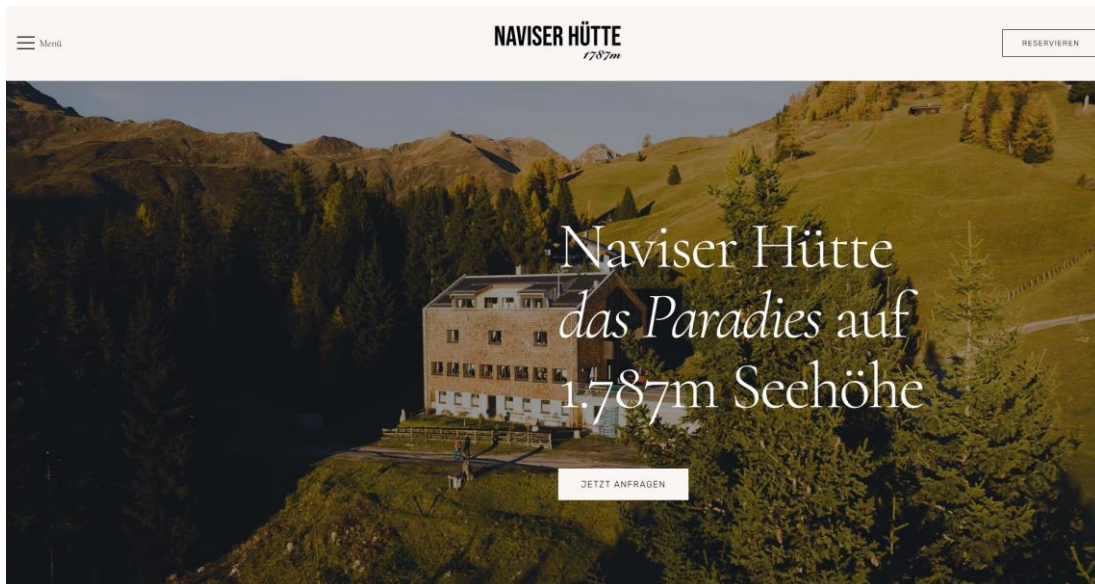 Menü
NAVISER HÜTTE
1787m
RESERVIEREN
Naviser Hütte
das Paradies auf
1.787m Seehöhe
JETZT ANFRAGEN